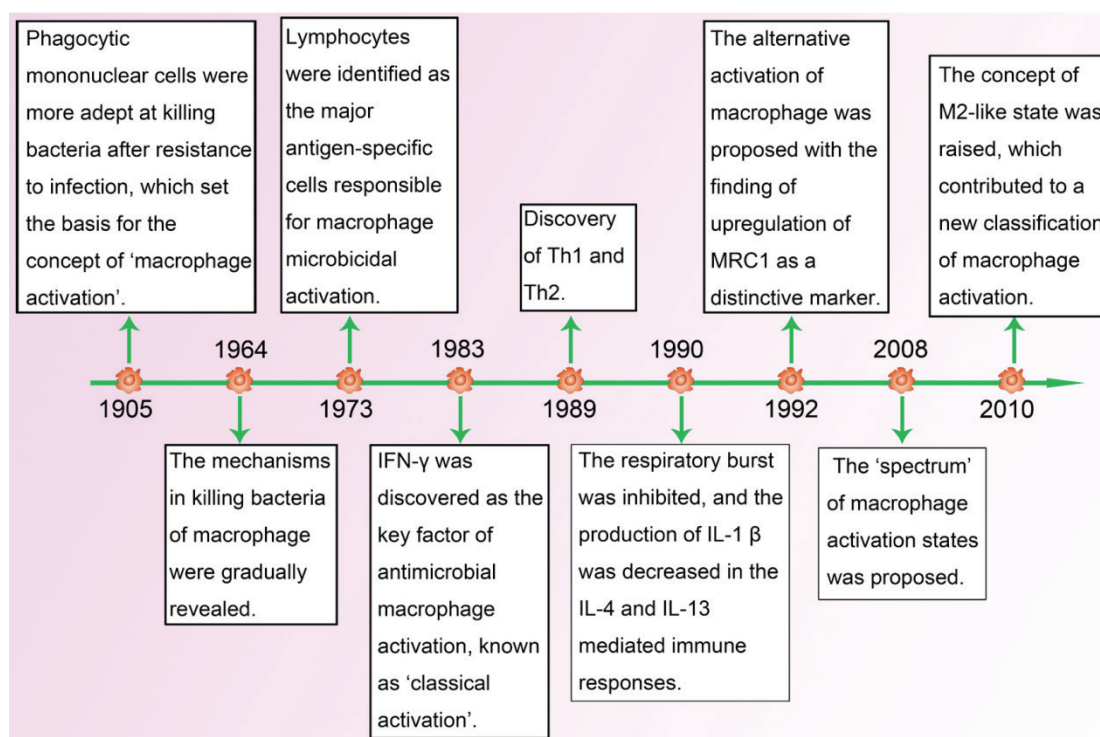 Phagocytic
mononuclear cells were
more adept at killing
bacteria after resistance
to infection, which set
the basis for the
concept of ‘macrophage
activation’.
Lymphocytes
were identified as
the major
antigen-specific
cells responsible
for macrophage
microbicidal
activation.
Discovery
of Th1 and
Th2.
The alternative
activation of
macrophage was
proposed with the
finding of
upregulation of
MRC1 as a
distinctive marker.
The concept of
M2-like state was
raised, which
contributed to a
new classification
of macrophage
activation.
1964
1983
1990
2008
1905
1973
1989
1992
2010
The mechanisms
in killing bacteria
of macrophage
were gradually
revealed.
IFN-γ was
discovered as the
key factor of
antimicrobial
macrophage
activation, known
as ‘classical
activation’.
The respiratory burst
was inhibited, and the
production of IL-1 β
was decreased in the
IL-4 and IL-13
mediated immune
responses.
The ‘spectrum’
of macrophage
activation states
was proposed.